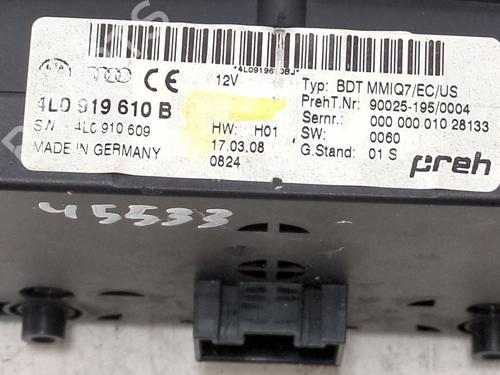 *4L0919610BJ*
CE 12V
4L0 919 610 B
S/N 4L0 910 609
HW: H01
MADE IN GERMANY 17.03.08
0824
Typ: BDT MMIQ7/EC/US
PrehT.Nr: 90025-195/0004
Sernr.: 000 000 010 28133
SW: 0060
G.Stand: 01 S
preh
45533